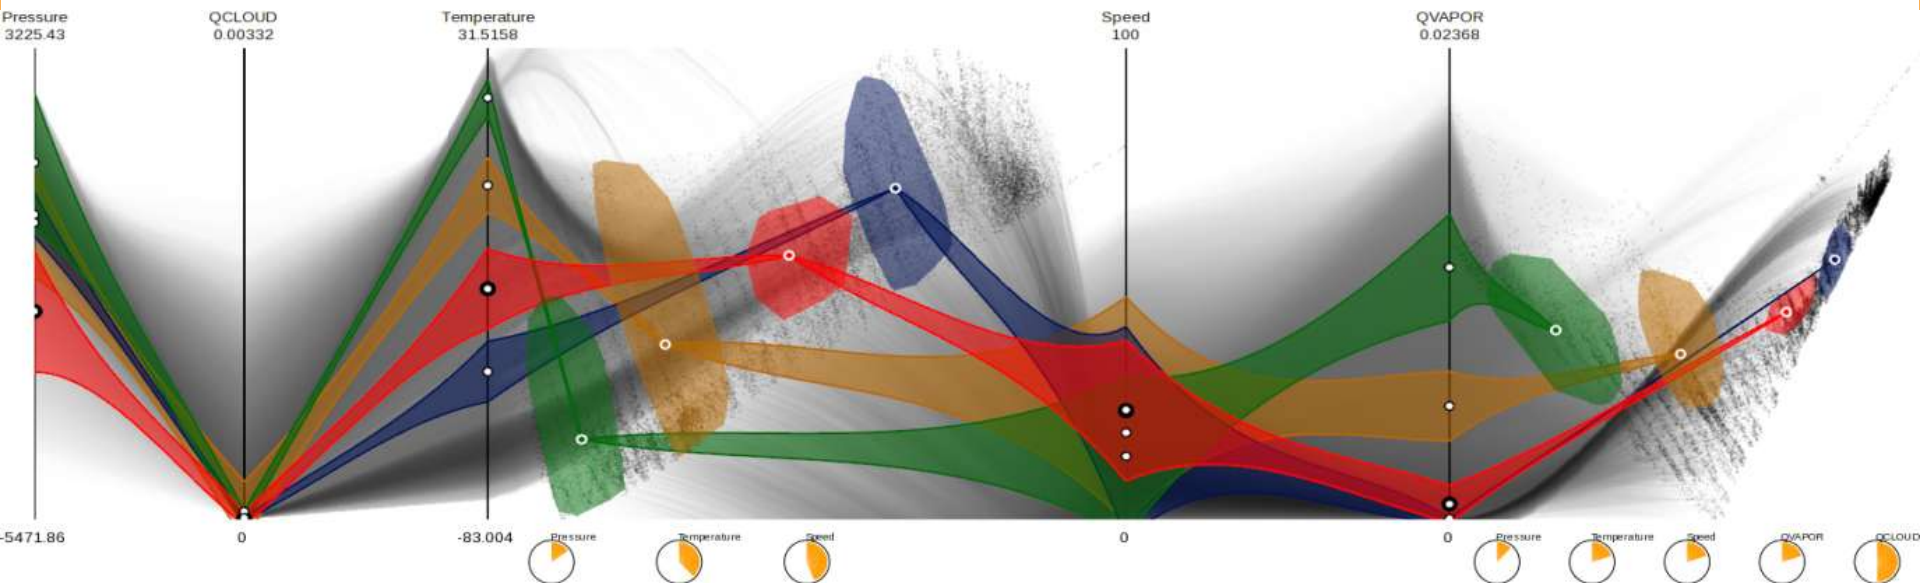 Pressure QCLOUD Temperature Speed QVAPOR
3225.43 0.00332 31.5158 100 0.02368
-5471.86 0 -83.004 0 0
Pressure Temperature Speed Pressure Temperature Speed QVAPOR QCLOUD